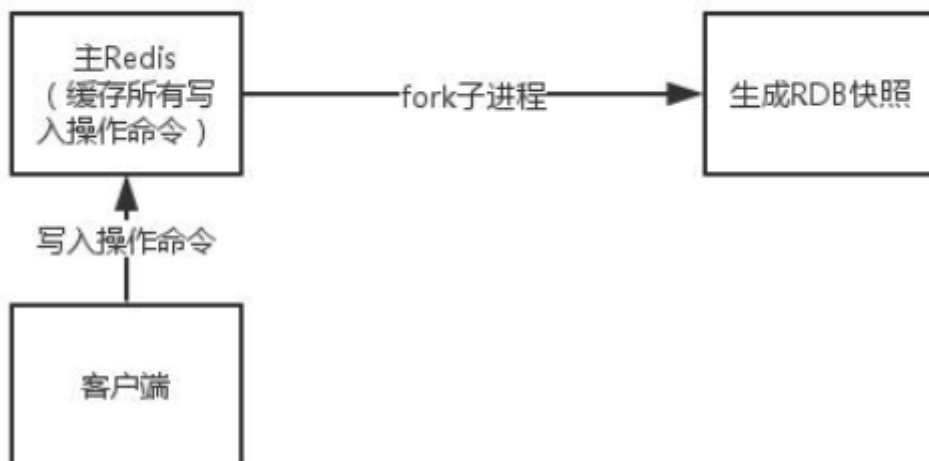 主Redis
（缓存所有写
入操作命令）
fork子进程
生成RDB快照
写入操作命令
客户端